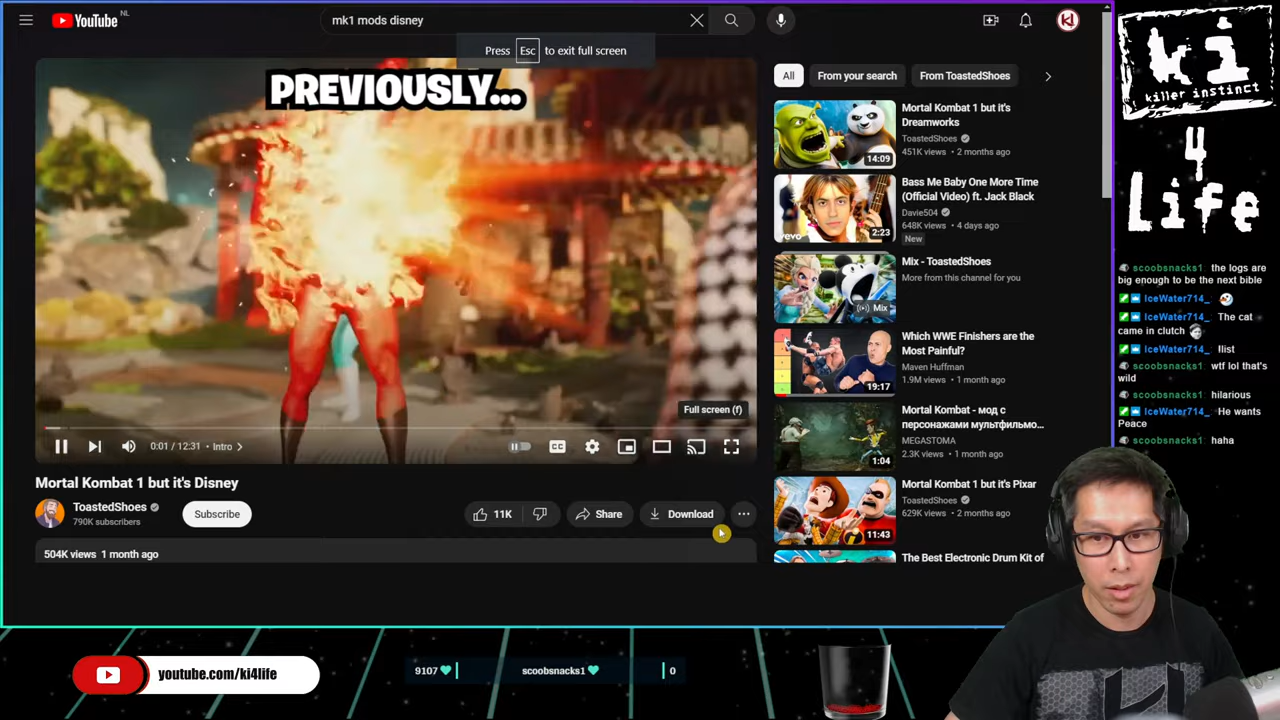 YouTube NL
mk1 mods disney
Press Esc to exit full screen
PREVIOUSLY...
Full screen (f)
0:01 / 12:31 • Intro
CC
Mortal Kombat 1 but it's Disney
ToastedShoes
790K subscribers
Subscribe
11K
Share
Download
504K views 1 month ago
All
From your search
From ToastedShoes
14:09
Mortal Kombat 1 but it's
Dreamworks
ToastedShoes
451K views • 2 months ago
vevo
2:23
Bass Me Baby One More Time
(Official Video) ft. Jack Black
Davie504
648K views • 4 days ago
New
Mix
Mix - ToastedShoes
More from this channel for you
19:17
Which WWE Finishers are the
Most Painful?
Maven Huffman
1.9M views • 1 month ago
1:04
Mortal Kombat - мод с
персонажами мультфильмо...
MEGASTOMA
2.3K views • 1 month ago
11:43
Mortal Kombat 1 but it's Pixar
ToastedShoes
629K views • 2 months ago
The Best Electronic Drum Kit of
ki
killer instinct
4
life
scoobsnacks1 the logs are
big enough to be the next bible
IceWater714_
IceWater714_ The cat
came in clutch
IceWater714_ Ilist
scoobsnacks1 wtf lol that's
wild
scoobsnacks1 hilarious
IceWater714_ He wants
Peace
scoobsnacks1 haha
youtube.com/ki4life
9107
scoobsnacks1
0